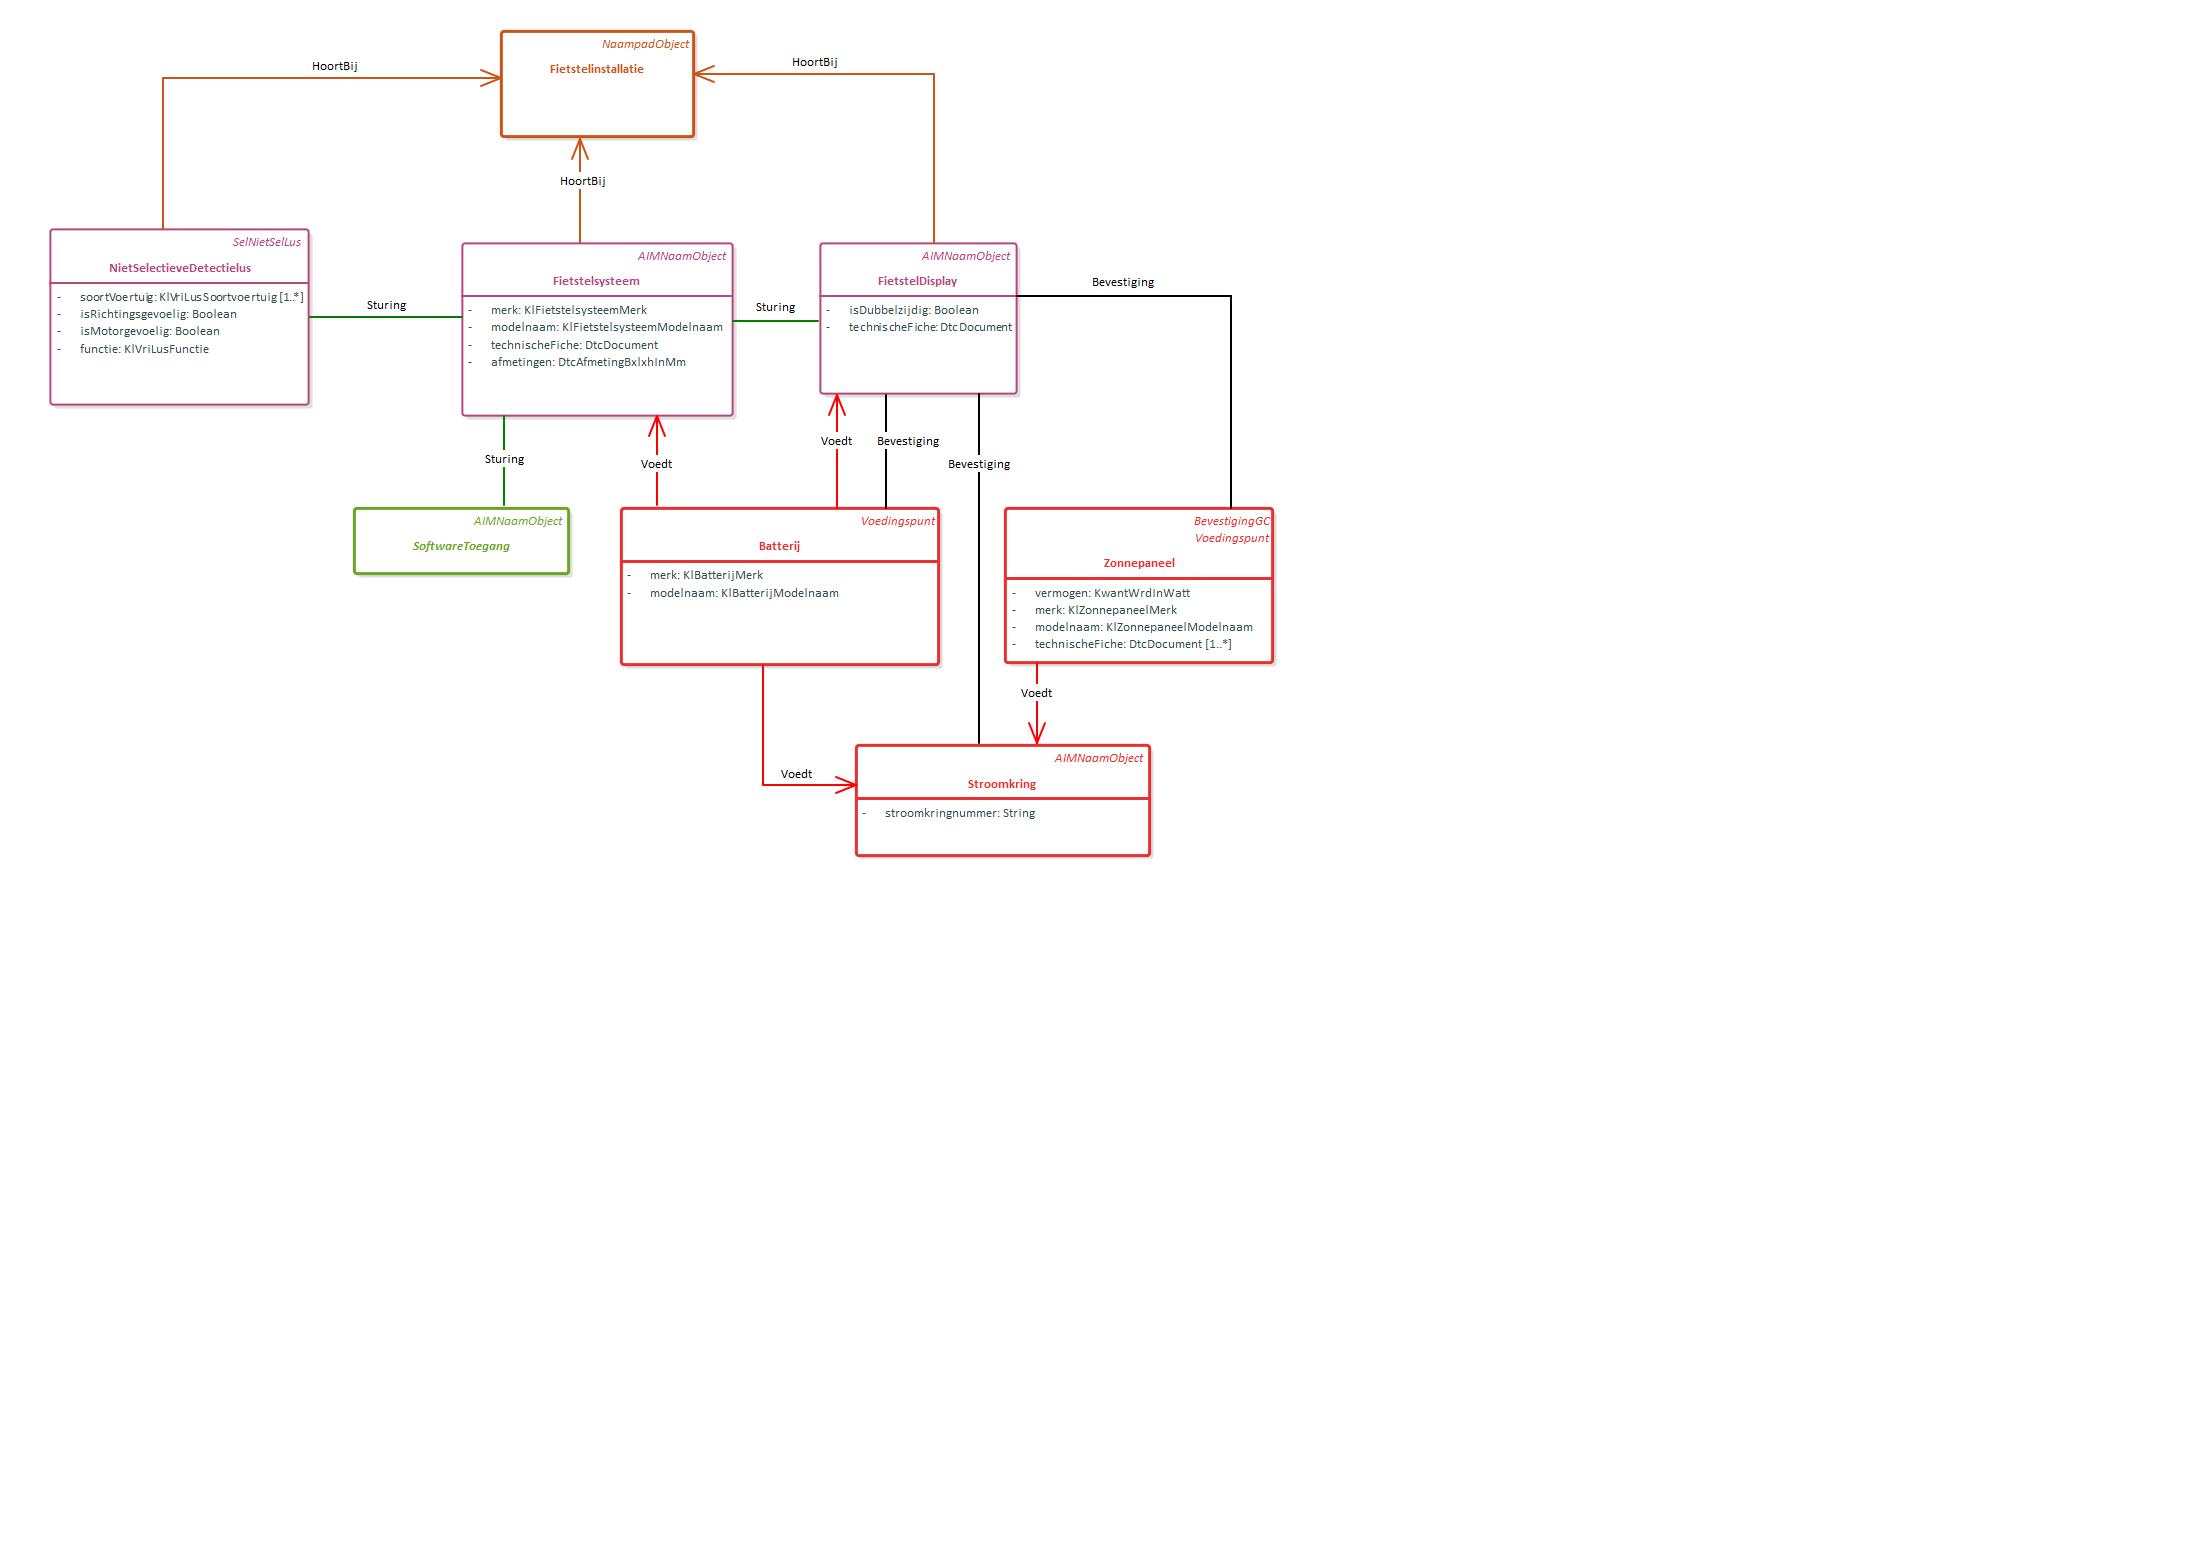 NaampadObject
Fietstelinstallatie
HoortBij
HoortBij
HoortBij
SelNietSelLus
NietSelectieveDetectielus
- soortVoertuig: KlVriLusSoortvoertuig [1..*]
- isRichtingsgevoelig: Boolean
- isMotorgevoelig: Boolean
- functie: KlVriLusFunctie
Sturing
AIMNaamObject
Fietstelsysteem
- merk: KlFietstelsysteemMerk
- modelnaam: KlFietstelsysteemModelnaam
- technischeFiche: DtcDocument
- afmetingen: DtcAfmetingBxlxhInMm
Sturing
AIMNaamObject
FietstelDisplay
- isDubbelzijdig: Boolean
- technischeFiche: DtcDocument
Bevestiging
Sturing
Voedt
Voedt
Bevestiging
Bevestiging
AIMNaamObject
SoftwareToegang
Voedingspunt
Batterij
- merk: KlBatterijMerk
- modelnaam: KlBatterijModelnaam
BevestigingGC
Voedingspunt
Zonnepaneel
- vermogen: KwantWrdInWatt
- merk: KlZonnepaneelMerk
- modelnaam: KlZonnepaneelModelnaam
- technischeFiche: DtcDocument [1..*]
Voedt
Voedt
AIMNaamObject
Stroomkring
- stroomkringnummer: String